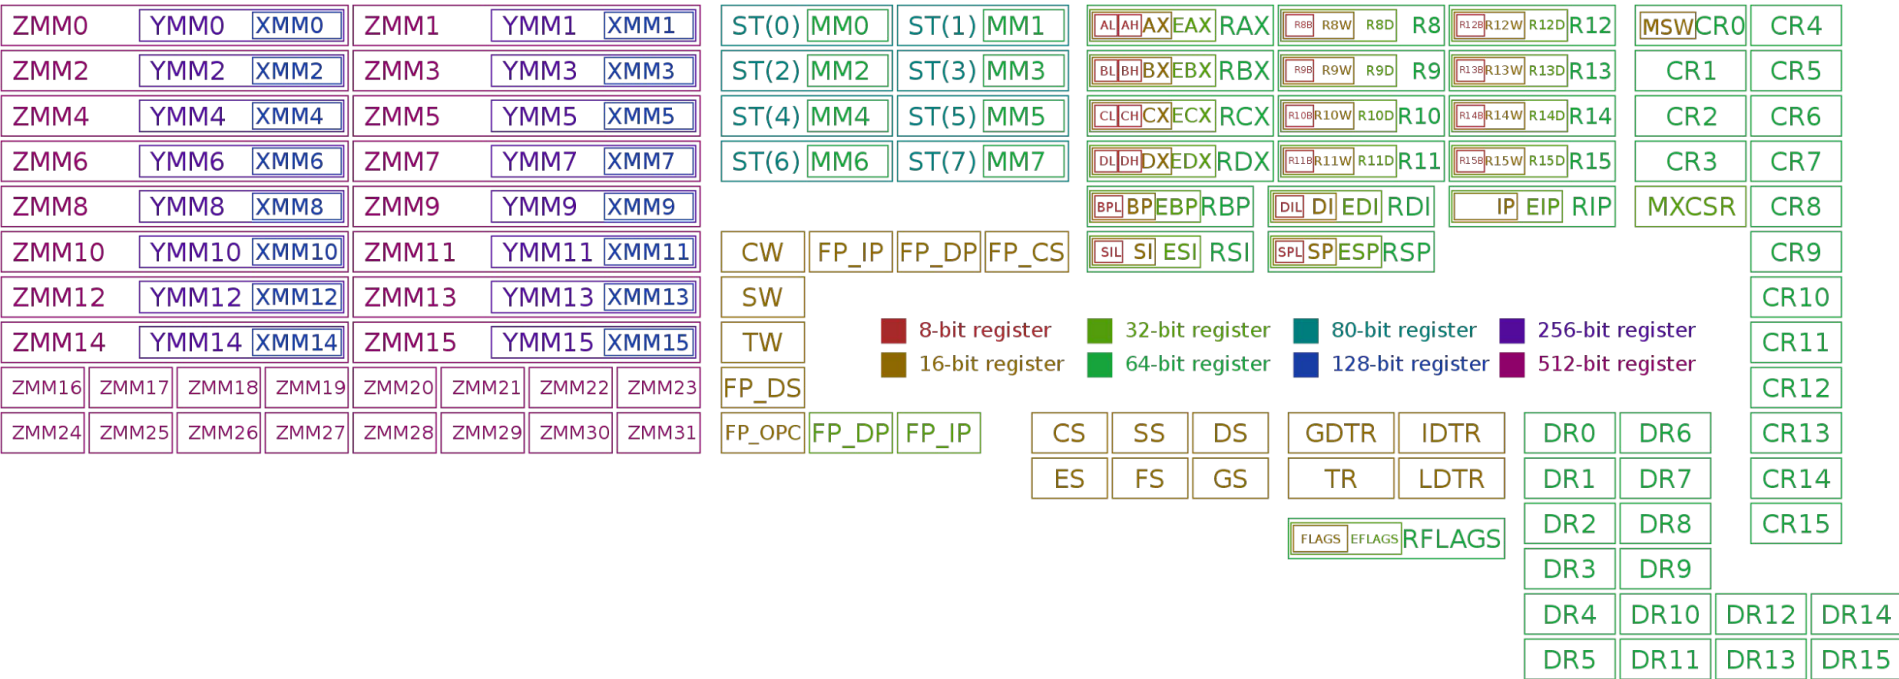 ZMM0 YMM0 XMM0 ZMM1 YMM1 XMM1 ST(0) MM0 ST(1) MM1 AL AH AX EAX RAX R8B R8W R8D R8 R12B R12W R12D R12 MSW CR0 CR4
ZMM2 YMM2 XMM2 ZMM3 YMM3 XMM3 ST(2) MM2 ST(3) MM3 BL BH BX EBX RBX R9B R9W R9D R9 R13B R13W R13D R13 CR1 CR5
ZMM4 YMM4 XMM4 ZMM5 YMM5 XMM5 ST(4) MM4 ST(5) MM5 CL CH CX ECX RCX R10B R10W R10D R10 R14B R14W R14D R14 CR2 CR6
ZMM6 YMM6 XMM6 ZMM7 YMM7 XMM7 ST(6) MM6 ST(7) MM7 DL DH DX EDX RDX R11B R11W R11D R11 R15B R15W R15D R15 CR3 CR7
ZMM8 YMM8 XMM8 ZMM9 YMM9 XMM9 BPL BP EBP RBP DIL DI EDI RDI IP EIP RIP MXCSR CR8
ZMM10 YMM10 XMM10 ZMM11 YMM11 XMM11 CW FP_IP FP_DP FP_CS SIL SI ESI RSI SPL SP ESP RSP CR9
ZMM12 YMM12 XMM12 ZMM13 YMM13 XMM13 SW CR10
8-bit register 32-bit register 80-bit register 256-bit register
ZMM14 YMM14 XMM14 ZMM15 YMM15 XMM15 TW CR11
16-bit register 64-bit register 128-bit register 512-bit register
ZMM16 ZMM17 ZMM18 ZMM19 ZMM20 ZMM21 ZMM22 ZMM23 FP_DS CR12
ZMM24 ZMM25 ZMM26 ZMM27 ZMM28 ZMM29 ZMM30 ZMM31 FP_OPC FP_DP FP_IP CS SS DS GDTR IDTR DR0 DR6 CR13
ES FS GS TR LDTR DR1 DR7 CR14
DR2 DR8 CR15
FLAGS EFLAGS RFLAGS
DR3 DR9
DR4 DR10 DR12 DR14
DR5 DR11 DR13 DR15